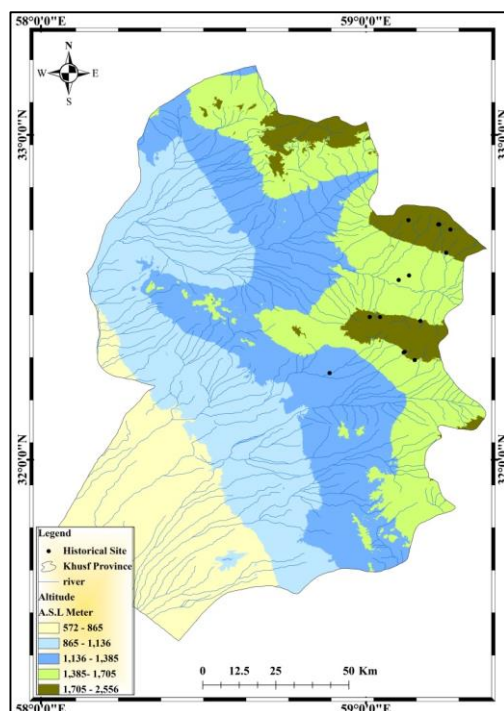 58°0'0"E
59°0'0"E
N
W E
S
33°0'0"N
33°0'0"N
32°0'0"N
32°0'0"N
Legend
Historical Site
Khusf Province
river
Altitude
A.S.L Meter
572 - 865
865 - 1,136
1,136 - 1,385
1,385- 1,705
1,705 - 2,556
0 12.5 25 50 Km
58°0'0"E
59°0'0"E